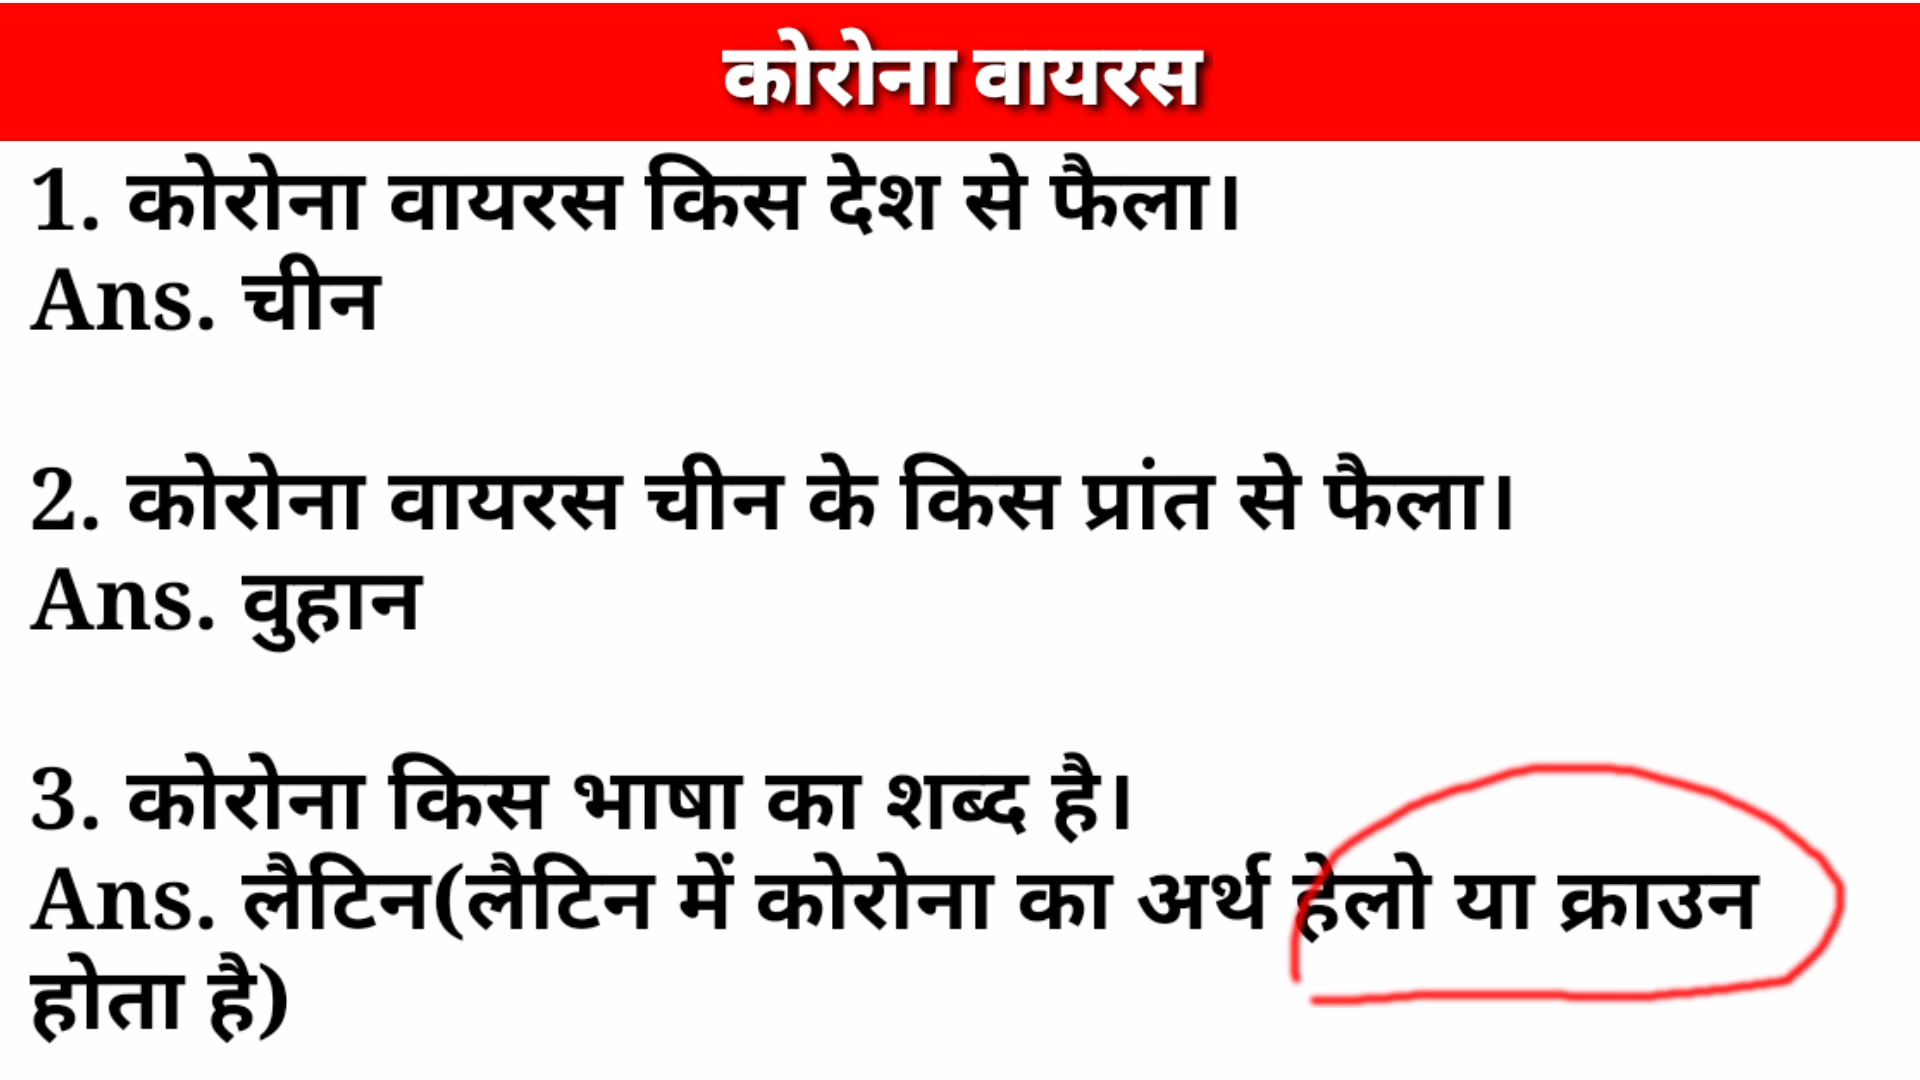 कोरोना वायरस
1. कोरोना वायरस किस देश से फैला।
Ans. चीन
2. कोरोना वायरस चीन के किस प्रांत से फैला।
Ans. वुहान
3. कोरोना किस भाषा का शब्द है।
Ans. लैटिन(लैटिन में कोरोना का अर्थ हेलो या क्राउन
होता है)